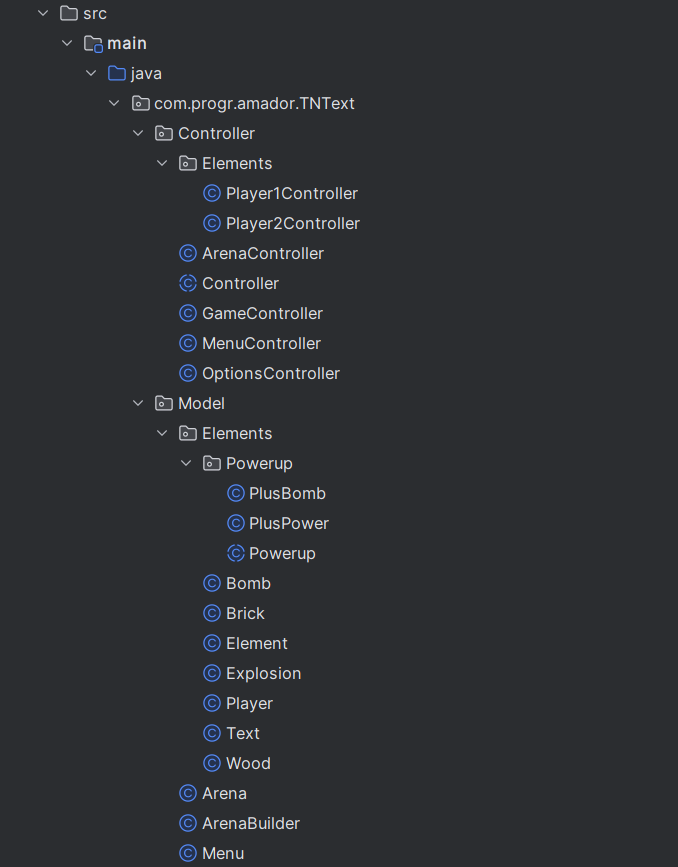 src
main
java
com.progr.amador.TNText
Controller
Elements
Player1Controller
Player2Controller
ArenaController
Controller
GameController
MenuController
OptionsController
Model
Elements
Powerup
PlusBomb
PlusPower
Powerup
Bomb
Brick
Element
Explosion
Player
Text
Wood
Arena
ArenaBuilder
Menu